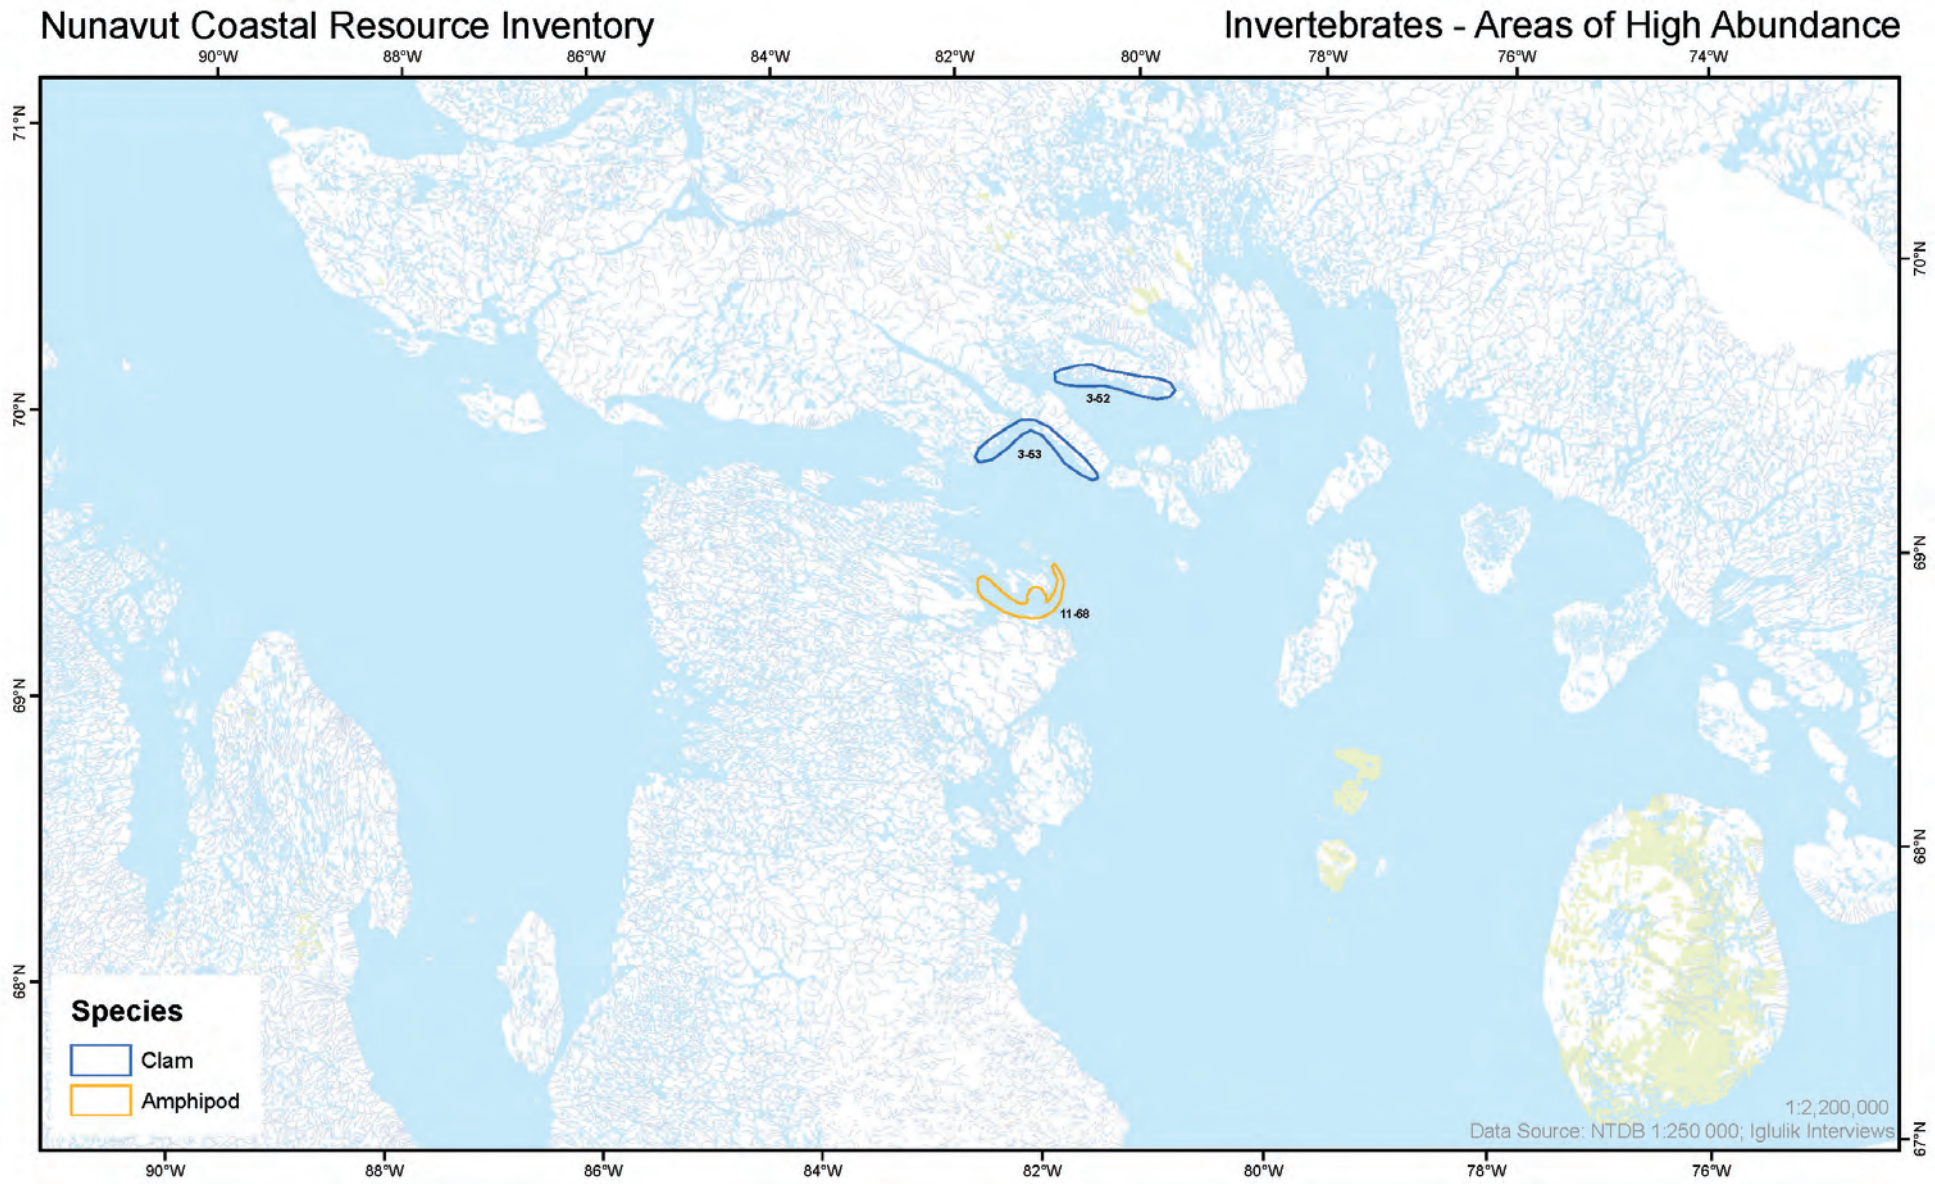 Nunavut Coastal Resource Inventory
Invertebrates - Areas of High Abundance
90°W 88°W 86°W 84°W 82°W 80°W 78°W 76°W 74°W
71°N
70°N
70°N
3-52
3-53
69°N
11-68
69°N
68°N
68°N
Species
Clam
Amphipod
1:2,200,000
Data Source: NTDB 1:250 000; Iglulik Interviews
67°N
90°W 88°W 86°W 84°W 82°W 80°W 78°W 76°W